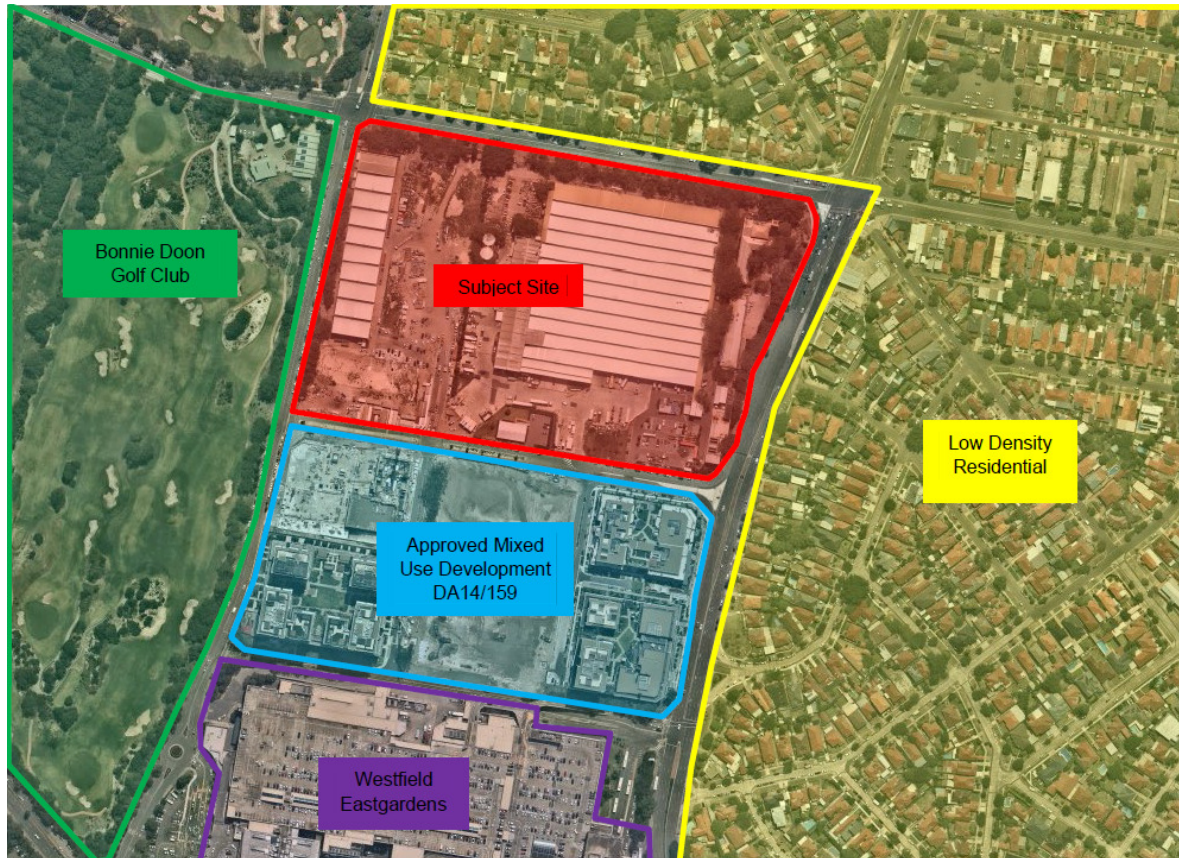 Bonnie Doon
Golf Club
Subject Site
Low Density
Residential
Approved Mixed
Use Development
DA14/159
Westfield
Eastgardens